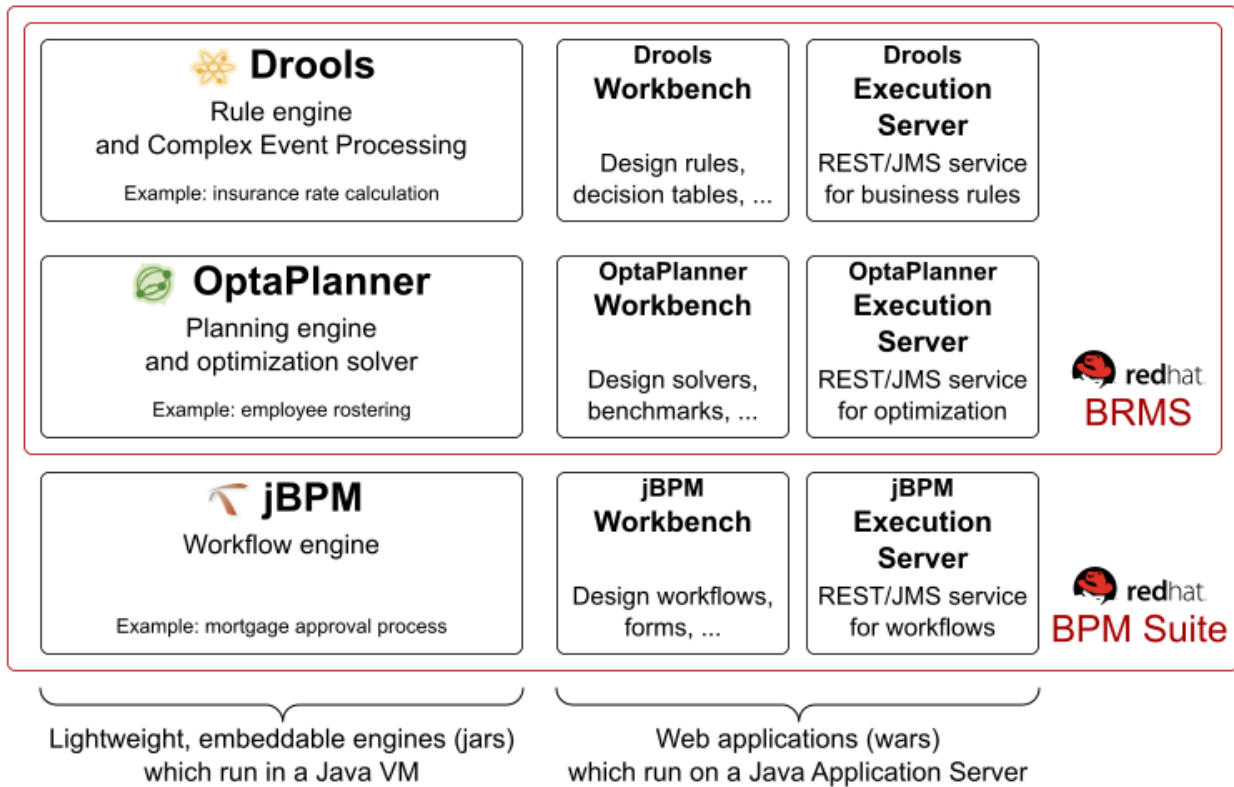 Drools
Rule engine
and Complex Event Processing
Example: insurance rate calculation
Drools
Workbench
Design rules,
decision tables, ...
Drools
Execution
Server
REST/JMS service
for business rules
OptaPlanner
Planning engine
and optimization solver
Example: employee rostering
OptaPlanner
Workbench
Design solvers,
benchmarks, ...
OptaPlanner
Execution
Server
REST/JMS service
for optimization
redhat.
BRMS
jBPM
Workflow engine
Example: mortgage approval process
jBPM
Workbench
Design workflows,
forms, ...
jBPM
Execution
Server
REST/JMS service
for workflows
redhat.
BPM Suite
Lightweight, embeddable engines (jars)
which run in a Java VM
Web applications (wars)
which run on a Java Application Server